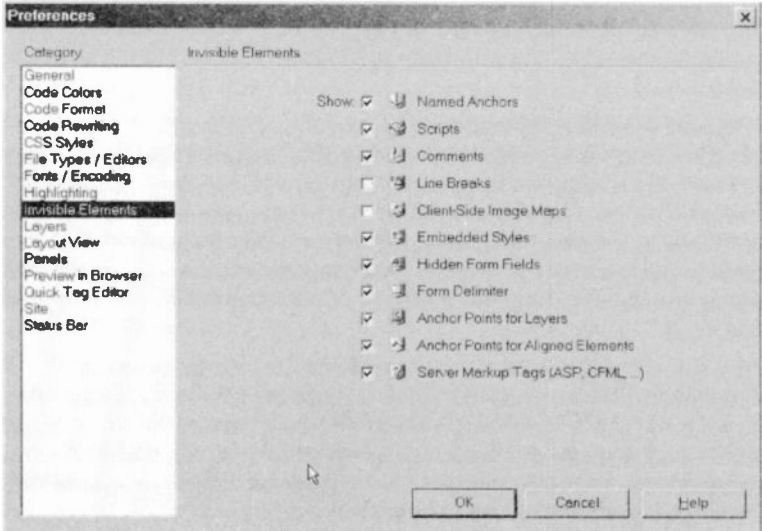 Preferences
Category
Invisible Elements
General
Code Colors
Code Format
Code Rewriting
CSS Styles
File Types / Editors
Fonts / Encoding
Highlighting
Invisible Elements
Layers
Layout View
Panels
Preview in Browser
Quick Tag Editor
Site
Status Bar
Show: Named Anchors
Scripts
Comments
Line Breaks
Client-Side Image Maps
Embedded Styles
Hidden Form Fields
Form Delimiter
Anchor Points for Layers
Anchor Points for Aligned Elements
Server Markup Tags (ASP, CFML, ...)
OK
Cancel
Help